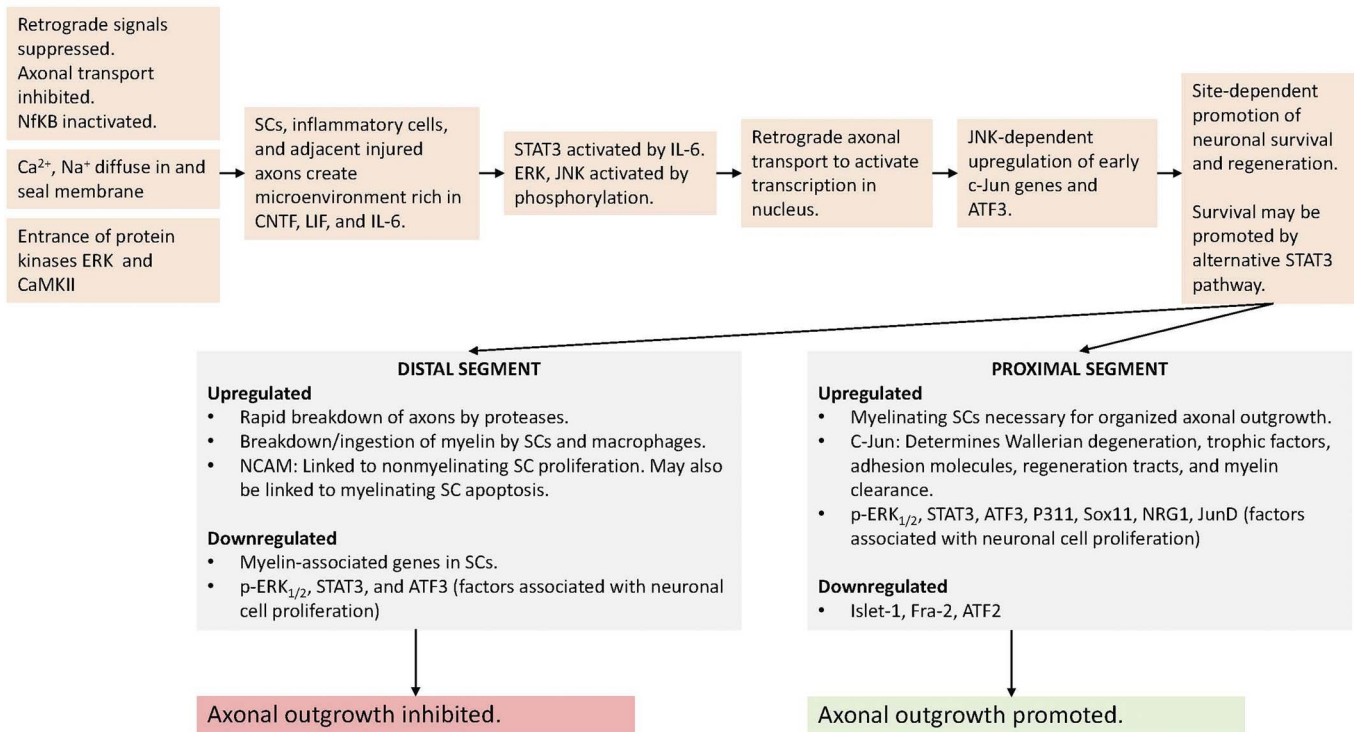 Retrograde signals
suppressed.
Axonal transport
inhibited.
NfKB inactivated.
Ca²⁺, Na⁺ diffuse in and
seal membrane
Entrance of protein
kinases ERK and
CaMKII
SCs, inflammatory cells,
and adjacent injured
axons create
microenvironment rich in
CNTF, LIF, and IL-6.
STAT3 activated by IL-6.
ERK, JNK activated by
phosphorylation.
Retrograde axonal
transport to activate
transcription in
nucleus.
JNK-dependent
upregulation of early
c-Jun genes and
ATF3.
Site-dependent
promotion of
neuronal survival
and regeneration.
Survival may be
promoted by
alternative STAT3
pathway.
DISTAL SEGMENT
Upregulated
• Rapid breakdown of axons by proteases.
• Breakdown/ingestion of myelin by SCs and macrophages.
• NCAM: Linked to nonmyelinating SC proliferation. May also
be linked to myelinating SC apoptosis.
Downregulated
• Myelin-associated genes in SCs.
• p-ERK₁/₂, STAT3, and ATF3 (factors associated with neuronal
cell proliferation)
Axonal outgrowth inhibited.
PROXIMAL SEGMENT
Upregulated
• Myelinating SCs necessary for organized axonal outgrowth.
• C-Jun: Determines Wallerian degeneration, trophic factors,
adhesion molecules, regeneration tracts, and myelin
clearance.
• p-ERK₁/₂, STAT3, ATF3, P311, Sox11, NRG1, JunD (factors
associated with neuronal cell proliferation)
Downregulated
• Islet-1, Fra-2, ATF2
Axonal outgrowth promoted.